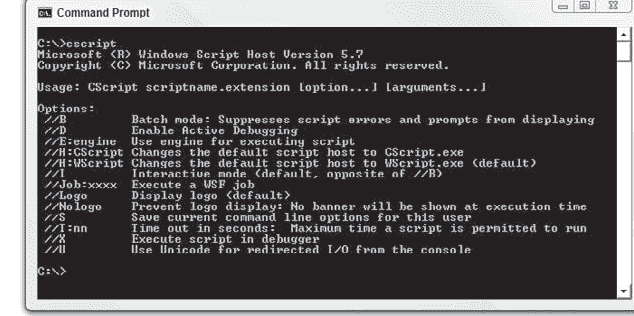 Command Prompt
C:\>cscript
Microsoft (R) Windows Script Host Version 5.7
Copyright (C) Microsoft Corporation. All rights reserved.
Usage: CScript scriptname.extension [option...] [arguments...]
Options:
//B Batch mode: Suppresses script errors and prompts from displaying
//D Enable Active Debugging
//E:engine Use engine for executing script
//H:CScript Changes the default script host to CScript.exe
//H:WScript Changes the default script host to WScript.exe (default)
//I Interactive mode (default, opposite of //B)
//Job:xxxx Execute a WSF job
//Logo Display logo (default)
//Nologo Prevent logo display: No banner will be shown at execution time
//S Save current command line options for this user
//T:nn Time out in seconds: Maximum time a script is permitted to run
//X Execute script in debugger
//U Use Unicode for redirected I/O from the console
C:\>